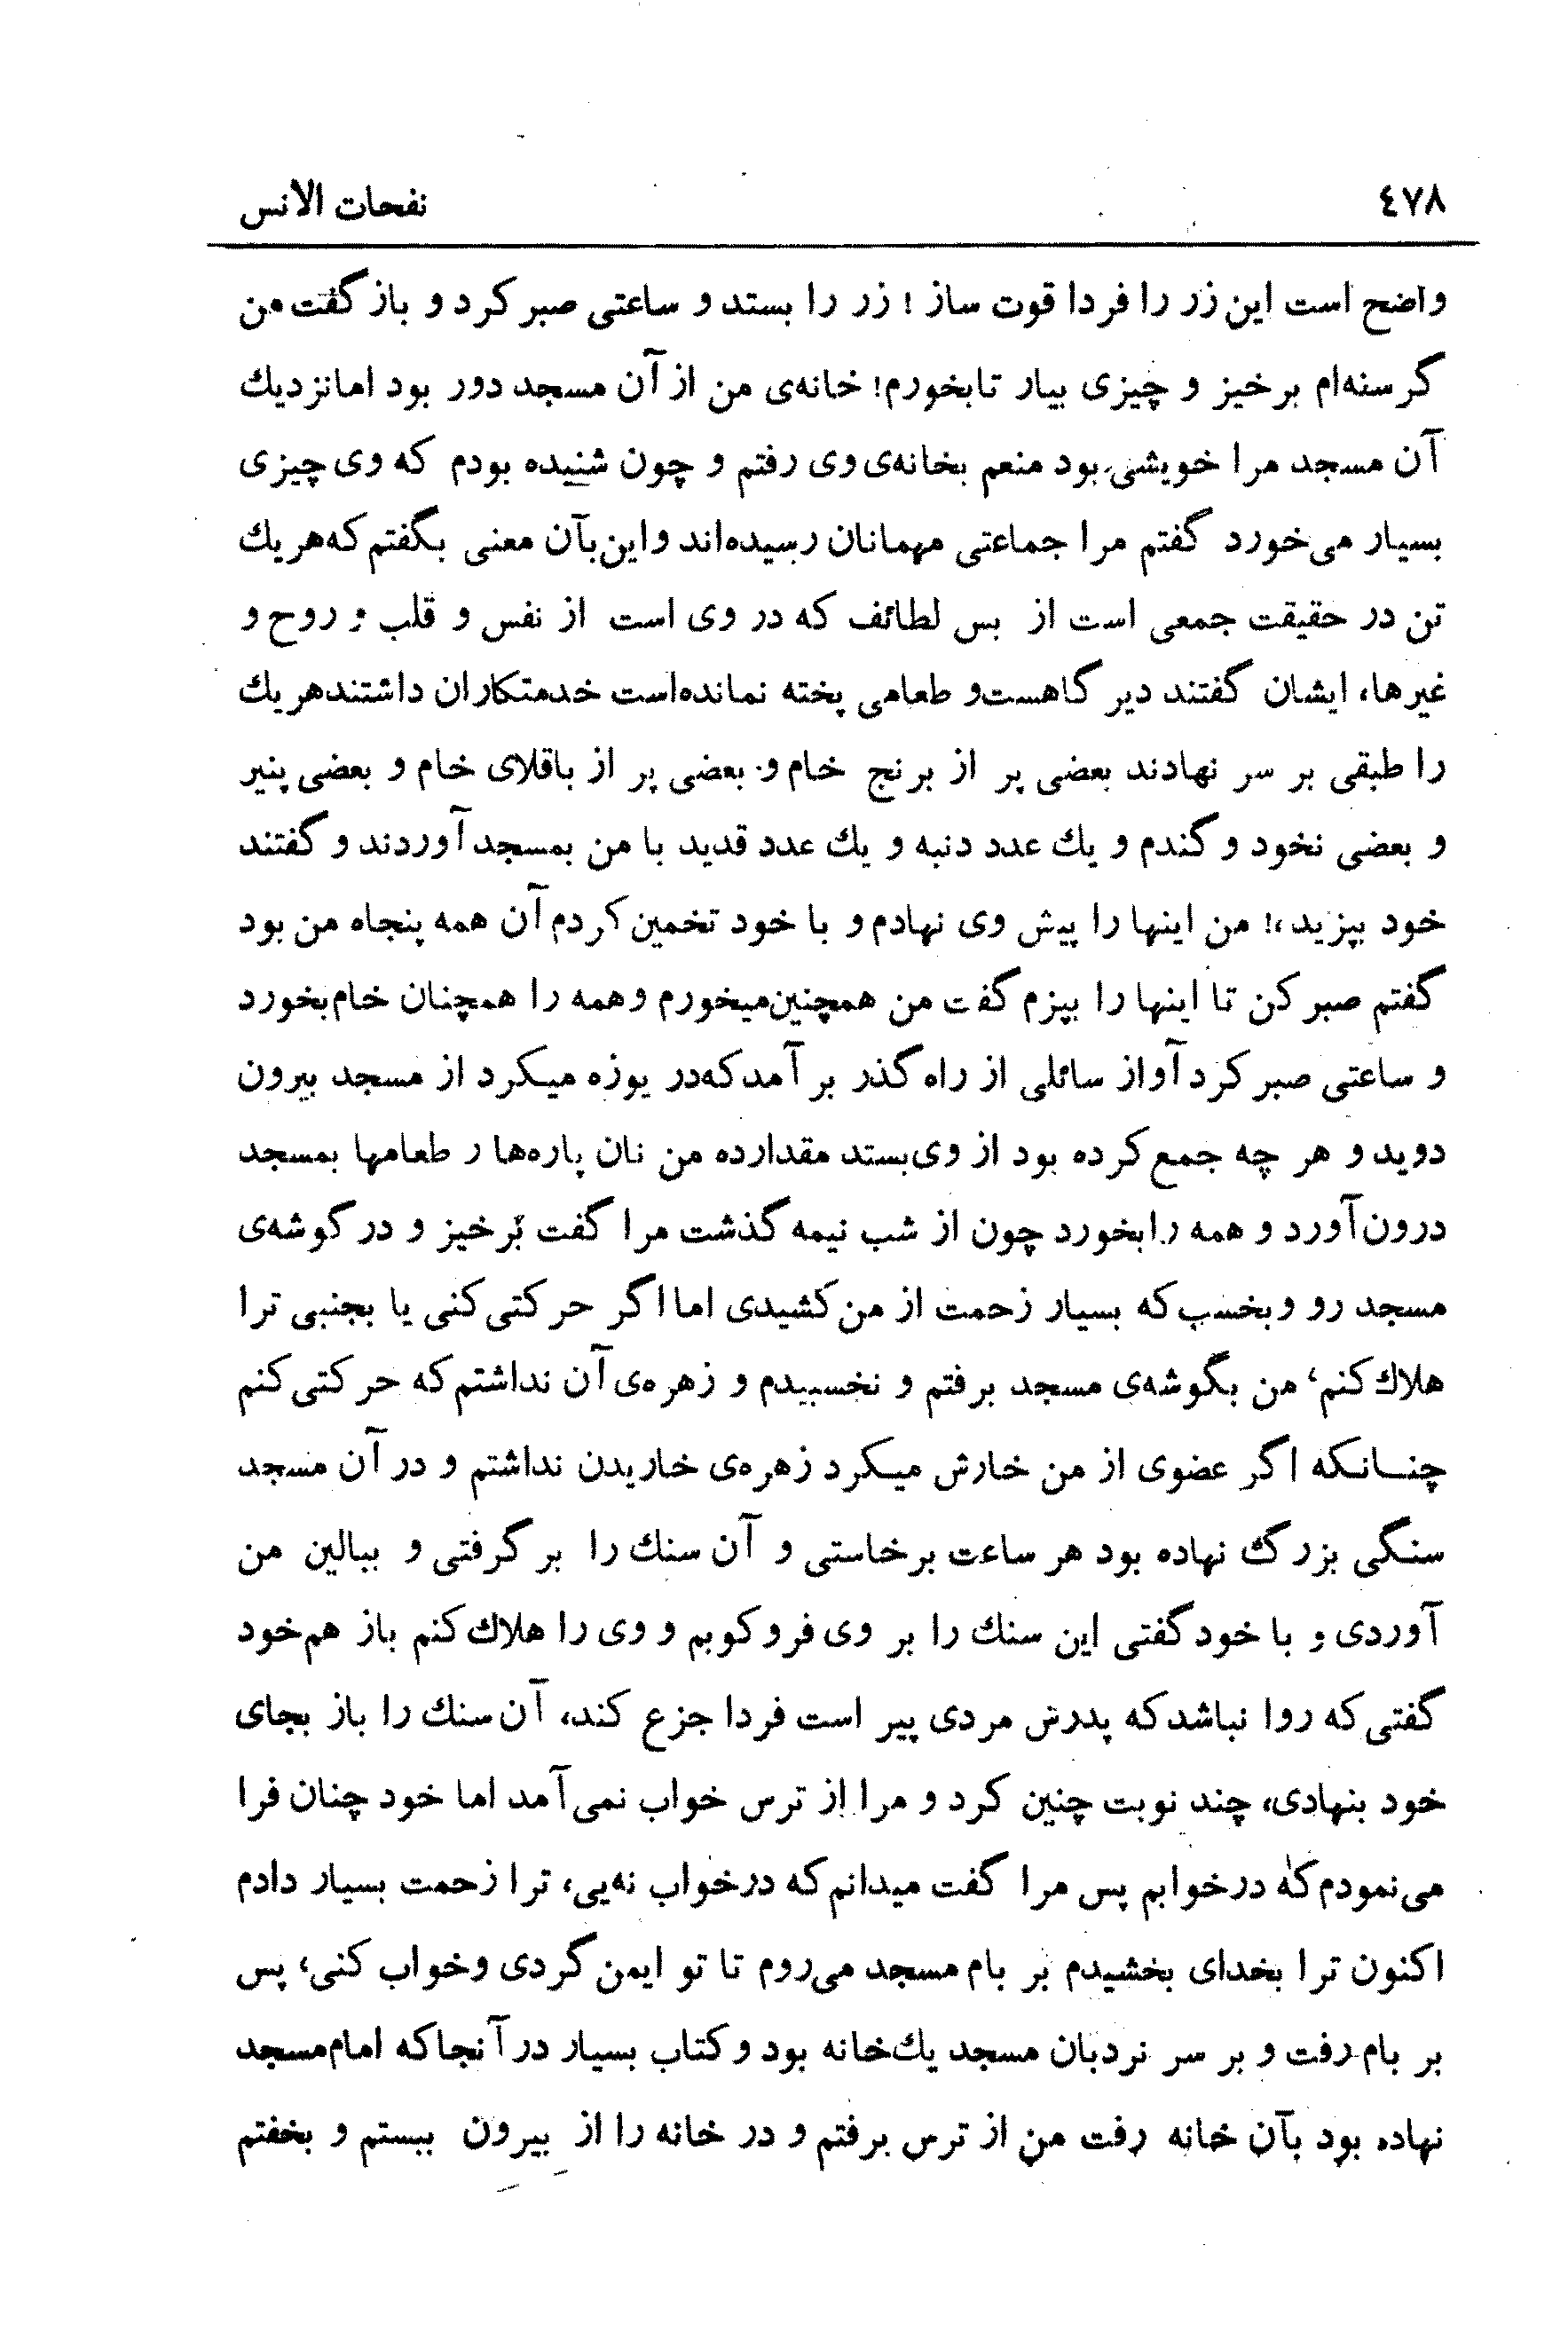 ٤٧٨ نفحات الانس
واضح است این زر را فردا قوت ساز ! زر را بستد و ساعتی صبر کرد و باز گفت من
گرسنه‌ام برخیز و چیزی بیار تابخورم! خانه‌ی من از آن مسجد دور بود امانزدیك
آن مسجد مرا خویشی بود منعم بخانه‌ی وی رفتم و چون شنیده بودم که وی چیزی
بسیار می‌خورد گفتم مرا جماعتی مهمانان رسیده‌اند و این‌بآن معنی بگفتم که‌هریك
تن در حقیقت جمعی است از بس لطائف که در وی است از نفس و قلب و روح و
غیرها، ایشان گفتند دیر گاهست‌و طعامی پخته نمانده‌است خدمتکاران داشتندهریك
را طبقی بر سر نهادند بعضی پر از برنج خام و بعضی پر از باقلای خام و بعضی پنیر
و بعضی نخود و گندم و یك عدد دنبه و یك عدد قدید با من بمسجد آوردند و گفتند
خود بپزید،! من اینها را پیش وی نهادم و با خود تخمین کردم آن همه پنجاه من بود
گفتم صبر کن تا اینها را بپزم گفت من همچنین‌میخورم وهمه را همچنان خام‌بخورد
و ساعتی صبر کرد آواز سائلی از راه گذر بر آمد که‌در یوزه میکرد از مسجد بیرون
دوید و هر چه جمع کرده بود از وی‌بستد مقدارده من نان پاره‌ها ر طعامها بمسجد
درون آورد و همه رابخورد چون از شب نیمه گذشت مرا گفت برخیز و در گوشه‌ی
مسجد رو وبخسب که بسیار زحمت از من کشیدی اما اگر حرکتی کنی یا بجنبی ترا
هلاك کنم، من بگوشه‌ی مسجد برفتم و نخسبیدم و زهره‌ی آن نداشتم که حرکتی کنم
چنــانـکه اگر عضوی از من خارش میـکرد زهره‌ی خاریدن نداشتم و در آن مسجد
سنـگی بزرگ نهاده بود هر ساعت برخاستی و آن سنك را بر گرفتی و ببالین من
آوردی و با خود گفتی این سنك را بر وی فرو کوبم و وی را هلاك کنم باز هم‌خود
گفتی که روا نباشد که پدرش مردی پیر است فردا جزع کند، آن سنك را باز بجای
خود بنهادی، چند نوبت چنین کرد و مرا از ترس خواب نمی‌آمد اما خود چنان فرا
می‌نمودم که درخوابم پس مرا گفت میدانم که درخواب نه‌یی، ترا زحمت بسیار دادم
اکنون ترا بخدای بخشیدم بر بام مسجد می‌روم تا تو ایمن گردی وخواب کنی، پس
بر بام رفت و بر سر نردبان مسجد یك‌خانه بود و کتاب بسیار در آنجا که امام‌مسجد
نهاده بود بآن خانه رفت من از ترس برفتم و در خانه را از بیرون ببستم و بخفتم